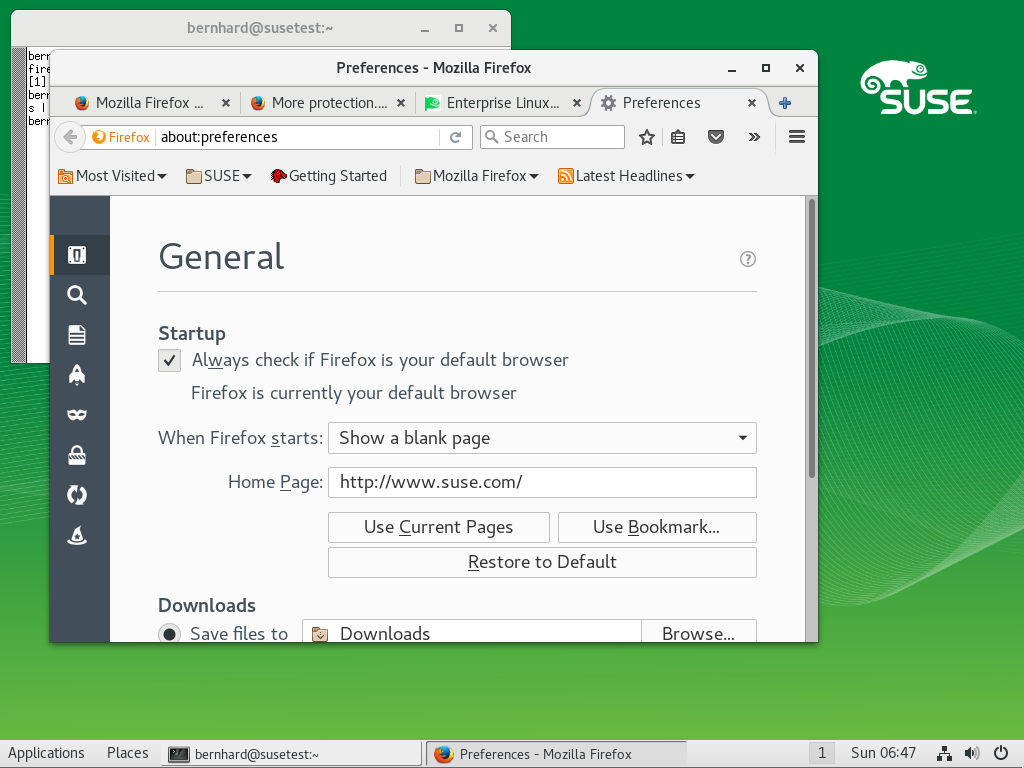 bernhard@susetest:~
bern
fire
[1]
bern
s l
bern
Preferences - Mozilla Firefox
Mozilla Firefox ... More protection.... Enterprise Linux... Preferences
Firefox about:preferences Search
Most Visited SUSE Getting Started Mozilla Firefox Latest Headlines
SUSE
General
?
Startup
Always check if Firefox is your default browser
Firefox is currently your default browser
When Firefox starts: Show a blank page
Home Page: http://www.suse.com/
Use Current Pages Use Bookmark...
Restore to Default
Downloads
Save files to Downloads Browse...
Applications Places bernhard@susetest:~ Preferences - Mozilla Firefox 1 Sun 06:47